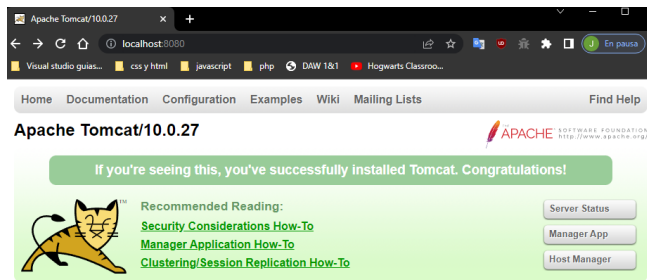 Apache Tomcat/10.0.27
localhost:8080
J En pausa
Visual studio guias... css y html javascript php DAW 1&1 Hogwarts Classroo...
Home Documentation Configuration Examples Wiki Mailing Lists Find Help
Apache Tomcat/10.0.27
APACHE SOFTWARE FOUNDATION
http://www.apache.org/
If you're seeing this, you've successfully installed Tomcat. Congratulations!
TM
Recommended Reading:
Security Considerations How-To
Manager Application How-To
Clustering/Session Replication How-To
Server Status
Manager App
Host Manager